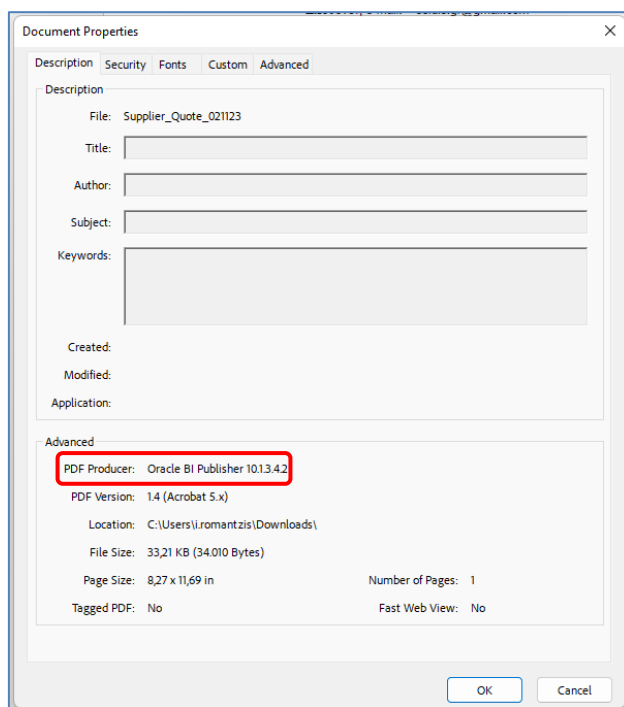 Document Properties
Description Security Fonts Custom Advanced
Description
File: Supplier_Quote_021123
Title:
Author:
Subject:
Keywords:
Created:
Modified:
Application:
Advanced
PDF Producer: Oracle BI Publisher 10.1.3.4.2
PDF Version: 1.4 (Acrobat 5.x)
Location: C:\Users\i.romantzis\Downloads\
File Size: 33,21 KB (34.010 Bytes)
Page Size: 8,27 x 11,69 in Number of Pages: 1
Tagged PDF: No Fast Web View: No
OK Cancel